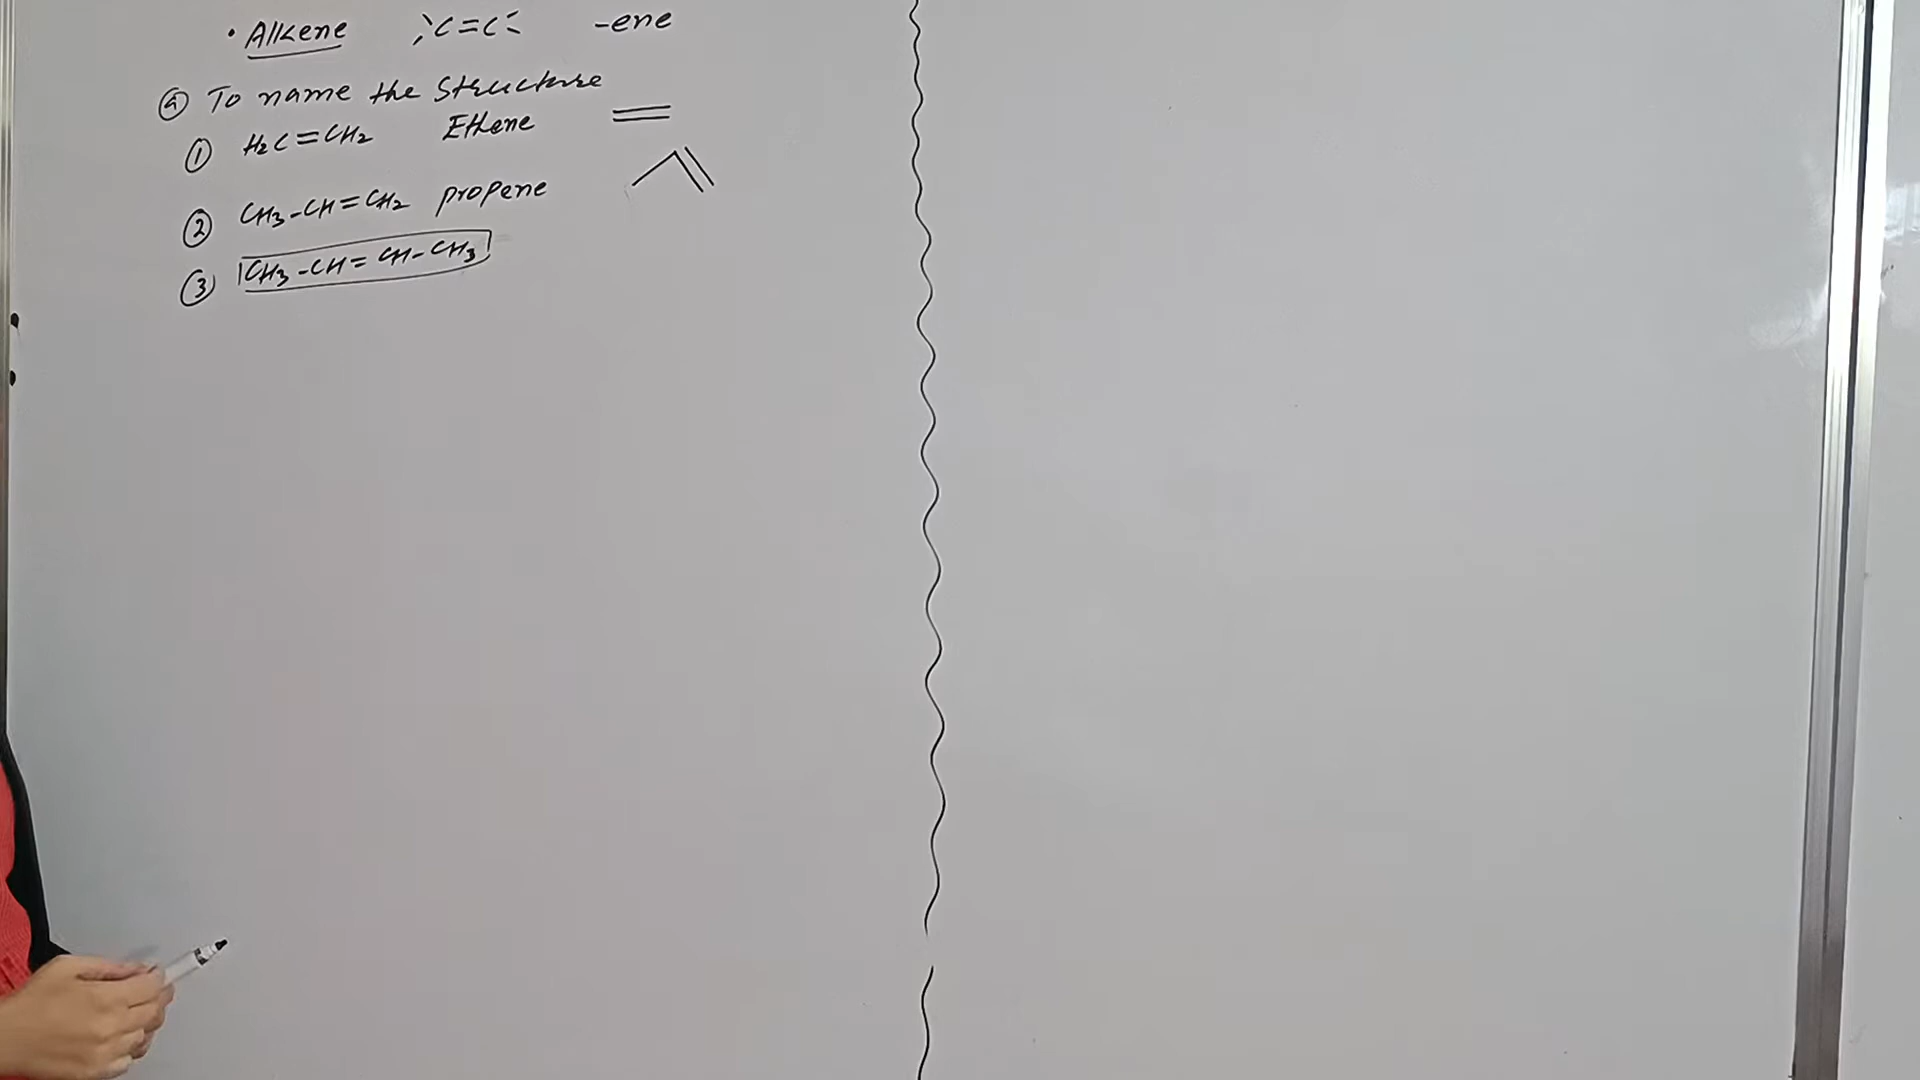 • Alkene >C=C< -ene
ⓐ To name the structure
① H₂C=CH₂ Ethene
② CH₃-CH=CH₂ propene
③ CH₃-CH=CH-CH₃